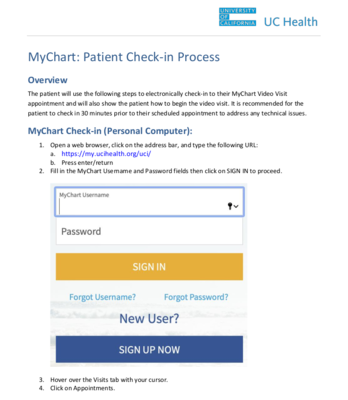 UNIVERSITY
OF
CALIFORNIA
UC Health
MyChart: Patient Check-in Process
Overview
The patient will use the following steps to electronically check-in to their MyChart Video Visit
appointment and will also show the patient how to begin the video visit. It is recommended for the
patient to check in 30 minutes prior to their scheduled appointment to address any technical issues.
MyChart Check-in (Personal Computer):
1. Open a web browser, click on the address bar, and type the following URL:
a. https://my.ucihealth.org/uci/
b. Press enter/return
2. Fill in the MyChart Username and Password fields then click on SIGN IN to proceed.
MyChart Username
Password
SIGN IN
Forgot Username? Forgot Password?
New User?
SIGN UP NOW
3. Hover over the Visits tab with your cursor.
4. Click on Appointments.